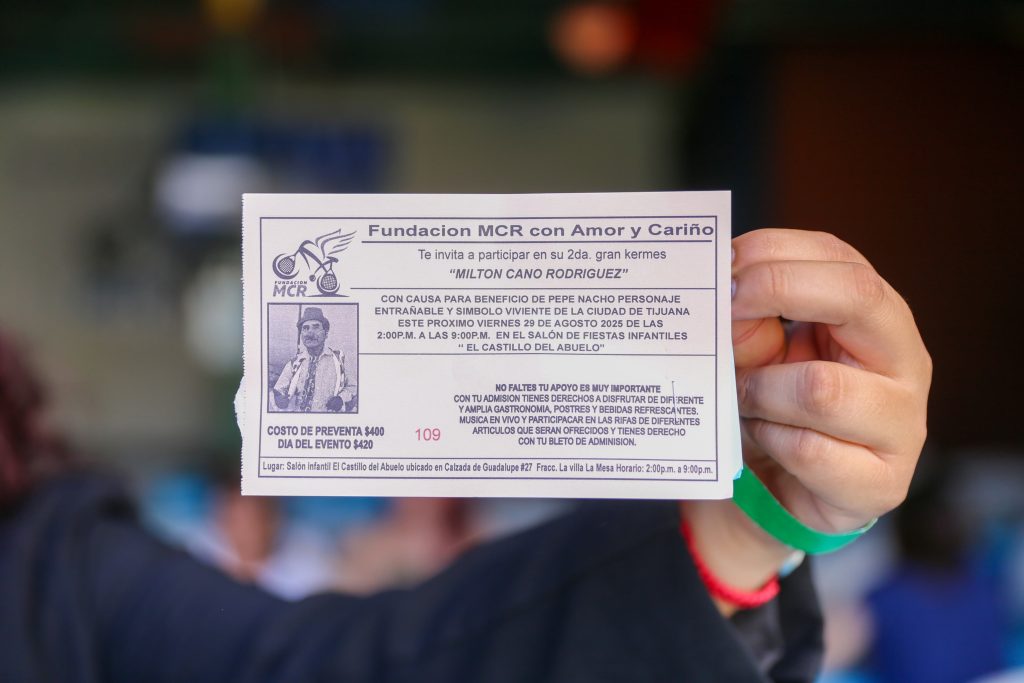 Fundacion MCR con Amor y Cariño
Te invita a participar en su 2da. gran kermes
"MILTON CANO RODRIGUEZ"
FUNDACION
MCR
CON CAUSA PARA BENEFICIO DE PEPE NACHO PERSONAJE
ENTRAÑABLE Y SIMBOLO VIVIENTE DE LA CIUDAD DE TIJUANA
ESTE PROXIMO VIERNES 29 DE AGOSTO 2025 DE LAS
2:00P.M. A LAS 9:00P.M. EN EL SALÓN DE FIESTAS INFANTILES
" EL CASTILLO DEL ABUELO"
NO FALTES TU APOYO ES MUY IMPORTANTE
CON TU ADMISION TIENES DERECHOS A DISFRUTAR DE DIFERENTE
Y AMPLIA GASTRONOMIA, POSTRES Y BEBIDAS REFRESCANTES.
MUSICA EN VIVO Y PARTICIPACAR EN LAS RIFAS DE DIFERENTES
ARTICULOS QUE SERAN OFRECIDOS Y TIENES DERECHO
CON TU BLETO DE ADMINISION.
COSTO DE PREVENTA $400
DIA DEL EVENTO $420
109
Lugar: Salón infantil El Castillo del Abuelo ubicado en Calzada de Guadalupe #27 Fracc. La villa La Mesa Horario: 2:00p.m. a 9:00p.m.